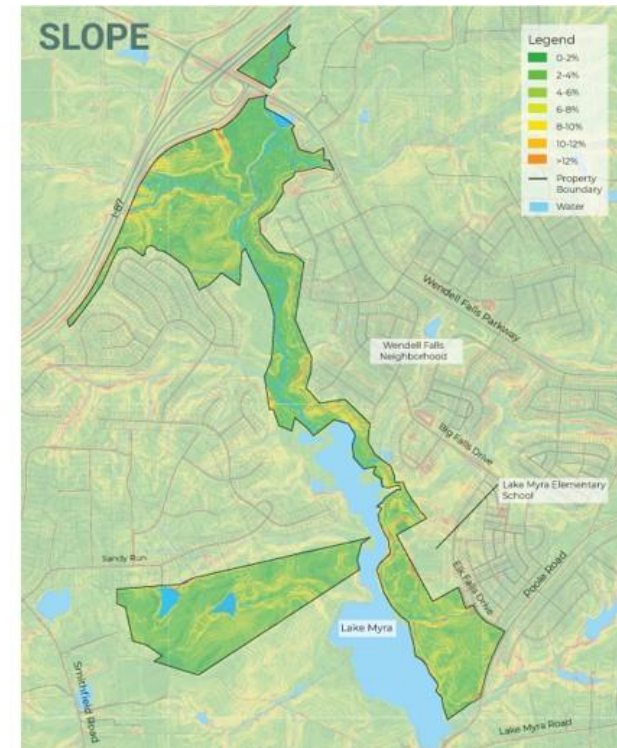 SLOPE
Legend
0-2%
2-4%
4-6%
6-8%
8-10%
10-12%
>12%
Property
Boundary
Water
I-87
Wendell Falls Parkway
Wendell Falls
Neighborhood
Big Falls Drive
Lake Myra Elementary
School
Sandy Run
Elk Falls Drive
Poole Road
Lake Myra
Smithfield Road
Lake Myra Road